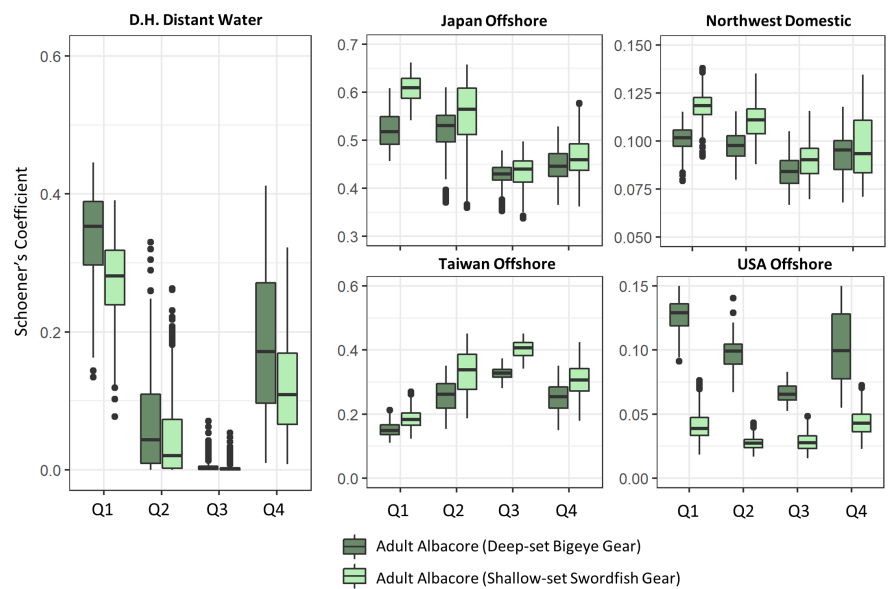 D.H. Distant Water
Japan Offshore
Northwest Domestic
Schoener's Coefficient
0.6
0.4
0.2
0.0
0.7
0.6
0.5
0.4
0.3
0.150
0.125
0.100
0.075
0.050
Taiwan Offshore
USA Offshore
0.6
0.4
0.2
0.0
0.15
0.10
0.05
0.00
Q1 Q2 Q3 Q4
Q1 Q2 Q3 Q4
Q1 Q2 Q3 Q4
Adult Albacore (Deep-set Bigeye Gear)
Adult Albacore (Shallow-set Swordfish Gear)